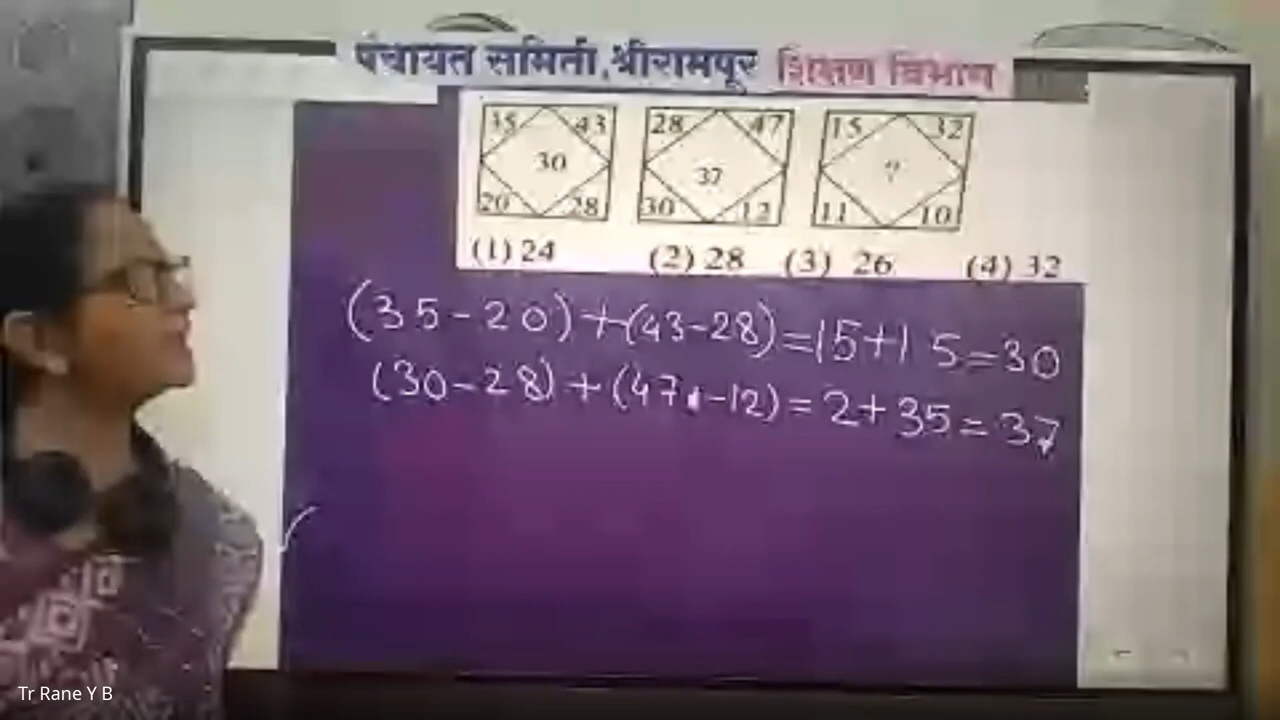 पंचायत समिती,श्रीरामपूर शिक्षण विभाग
35 43 28 47 15 32
30 37 ?
20 28 30 12 11 10
(1) 24 (2) 28 (3) 26 (4) 32
(35-20)+(43-28)=15+15=30
(30-28)+(47-12)=2+35=37
Tr Rane Y B